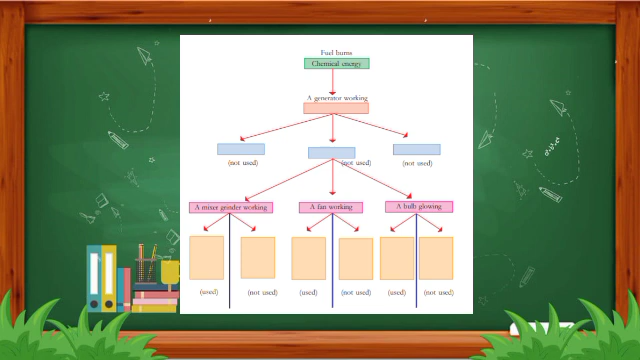 Fuel burns
Chemical energy
A generator working
(not used) (not used) (not used)
A mixer grinder working A fan working A bulb glowing
(used) (not used) (used) (not used) (used) (not used)